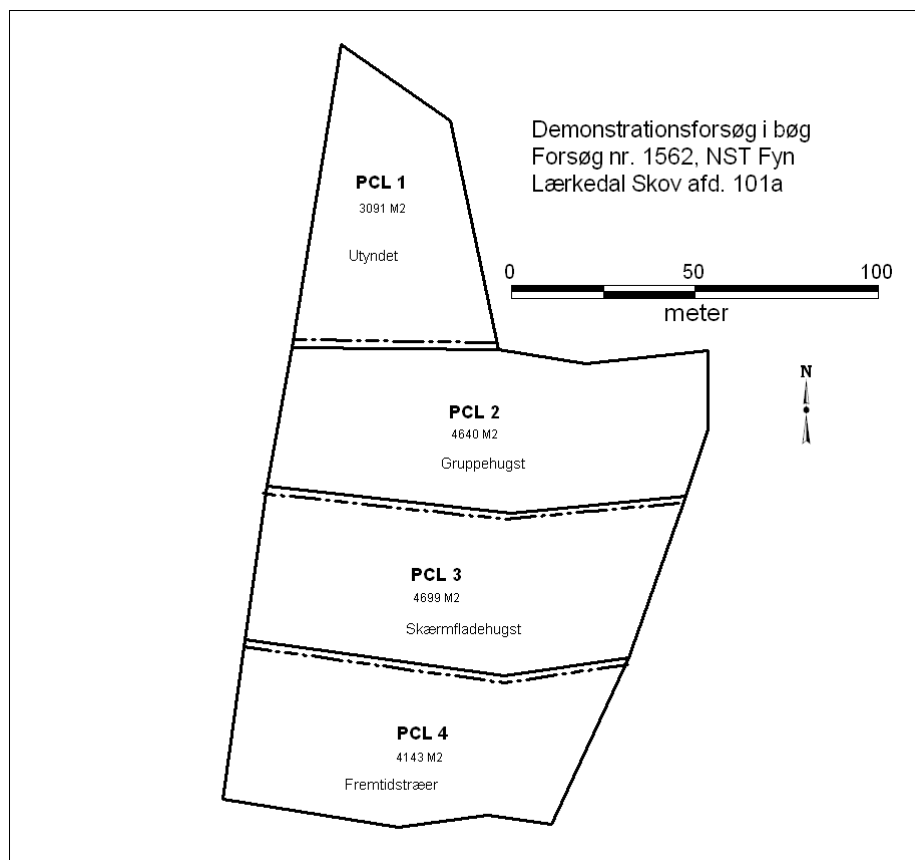 Demonstrationsforsøg i bøg
Forsøg nr. 1562, NST Fyn
Lærkedal Skov afd. 101a
PCL 1
3091 M2
Utyndet
0 50 100
meter
N
PCL 2
4640 M2
Gruppehugst
PCL 3
4699 M2
Skærmfladehugst
PCL 4
4143 M2
Fremtidstræer